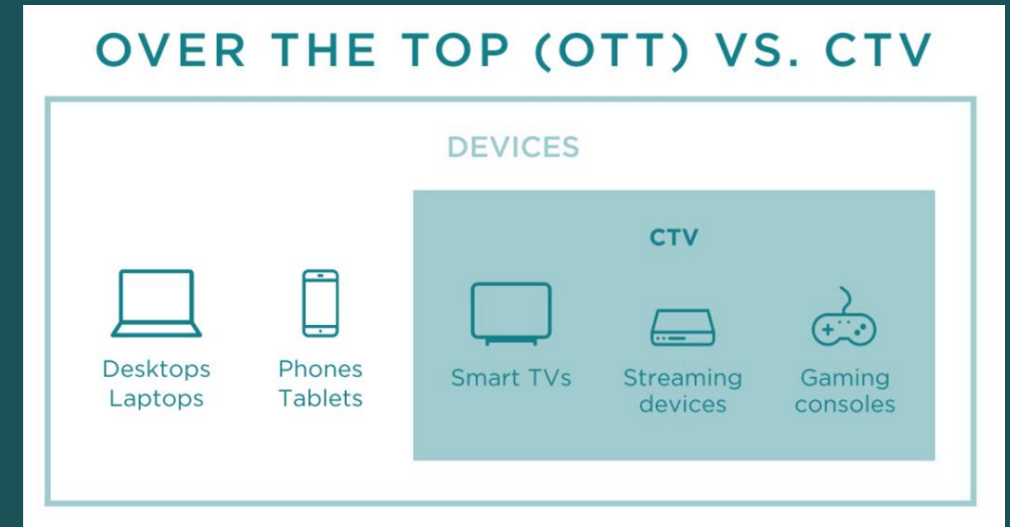 OVER THE TOP (OTT) VS. CTV
DEVICES
CTV
Desktops
Laptops
Phones
Tablets
Smart TVs
Streaming
devices
Gaming
consoles